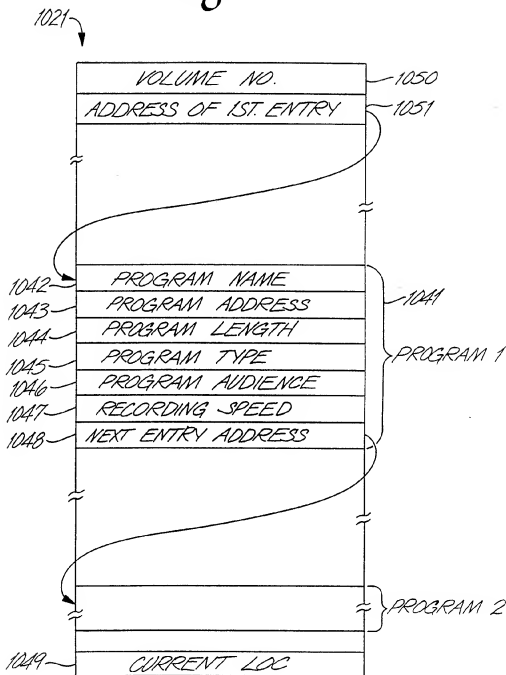 1021
VOLUME NO. 1050
ADDRESS OF 1ST. ENTRY 1051
1042 PROGRAM NAME
1043 PROGRAM ADDRESS 1041
1044 PROGRAM LENGTH
1045 PROGRAM TYPE PROGRAM 1
1046 PROGRAM AUDIENCE
1047 RECORDING SPEED
1048 NEXT ENTRY ADDRESS
PROGRAM 2
1049 CURRENT LOC